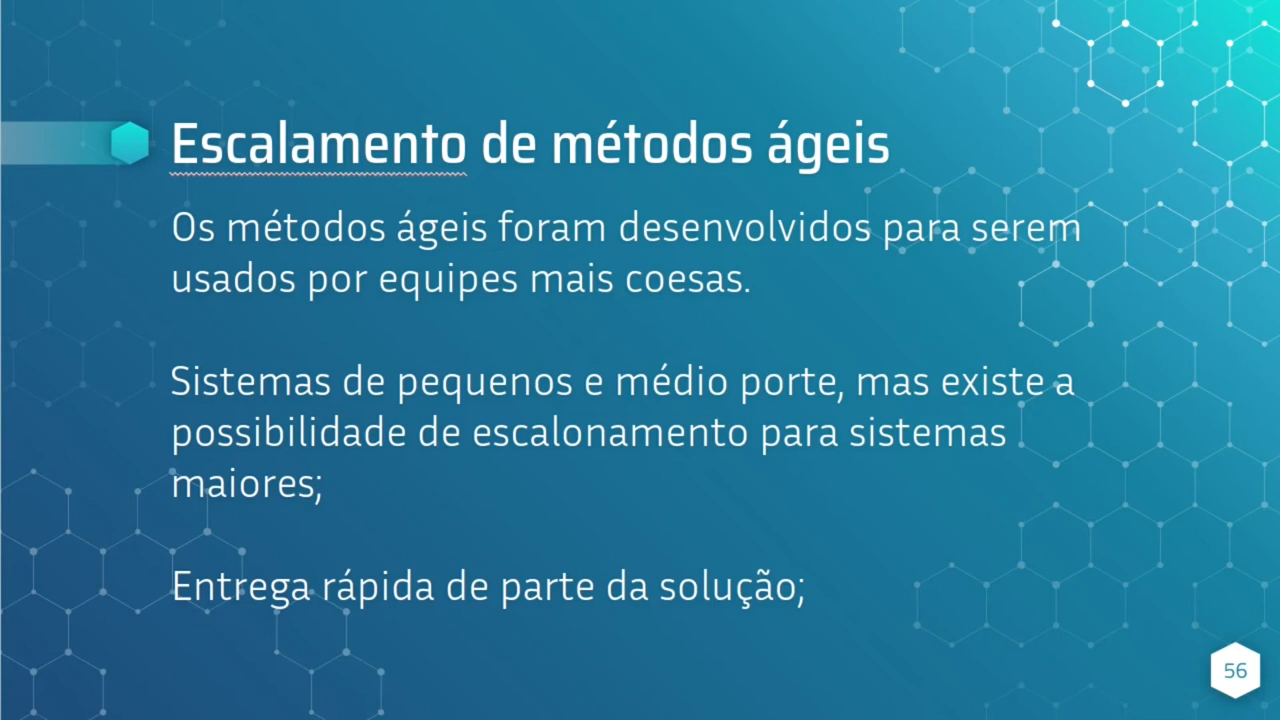 Escalamento de métodos ágeis
Os métodos ágeis foram desenvolvidos para serem
usados por equipes mais coesas.
Sistemas de pequenos e médio porte, mas existe a
possibilidade de escalonamento para sistemas
maiores;
Entrega rápida de parte da solução;
56